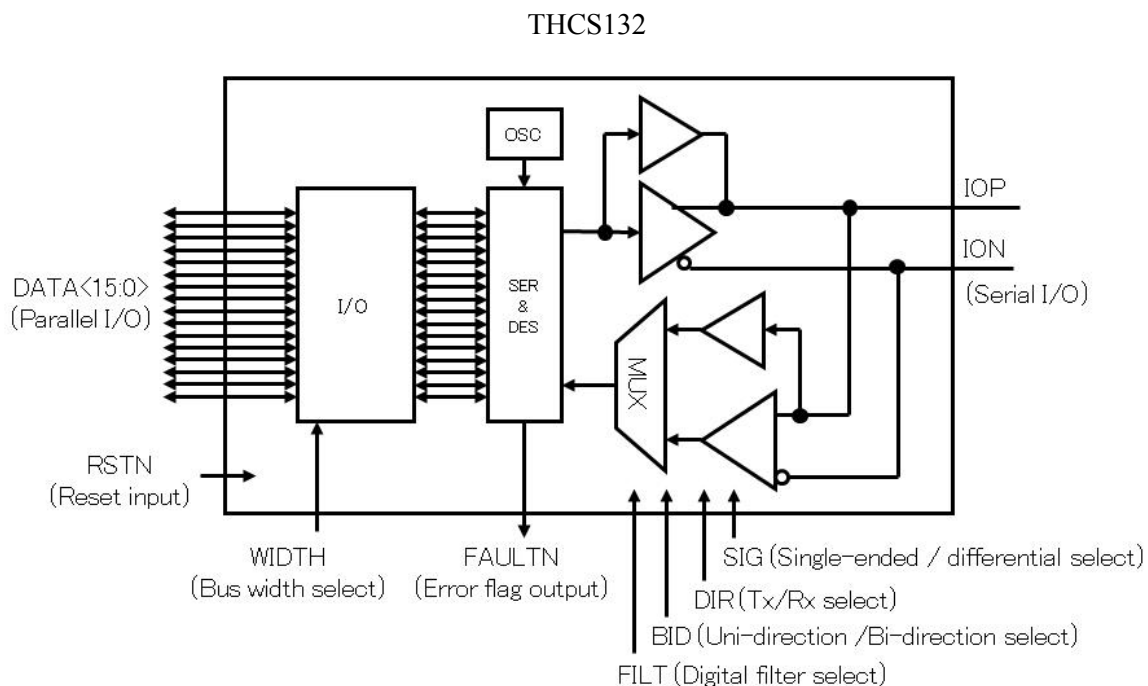 THCS132
OSC
IOP
ION
(Serial I/O)
DATA<15:0>
(Parallel I/O)
I/O
SER
&
DES
MUX
RSTN
(Reset input)
WIDTH
(Bus width select)
FAULTN
(Error flag output)
SIG (Single-ended / differential select)
DIR (Tx/Rx select)
BID (Uni-direction /Bi-direction select)
FILT (Digital filter select)